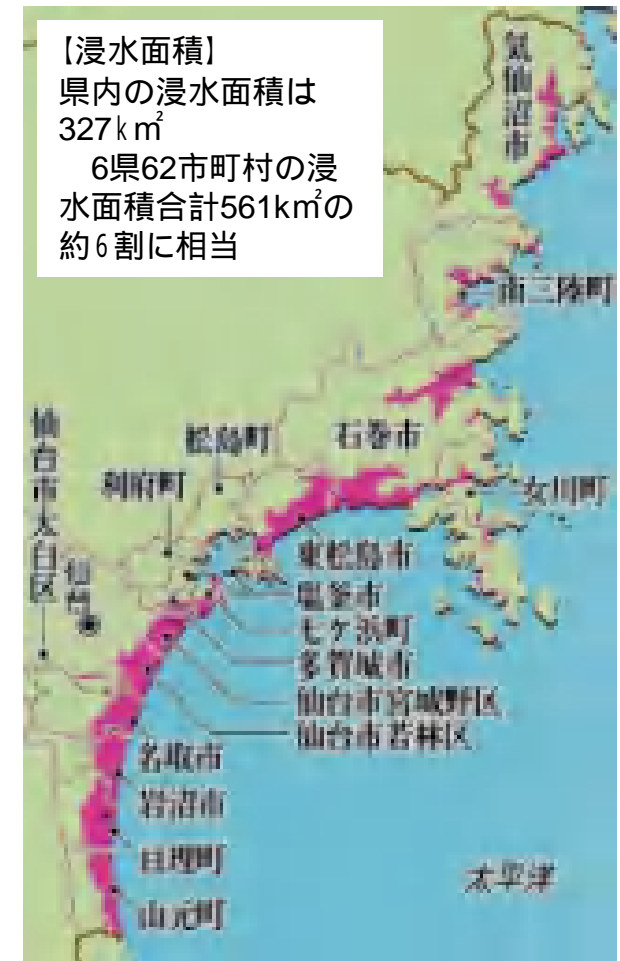 【浸水面積】
県内の浸水面積は
327k㎡
6県62市町村の浸
水面積合計561k㎡の
約6割に相当
気仙沼市
南三陸町
石巻市
松島町
利府町
女川町
仙台市太白区
仙台
東松島市
塩釜市
七ケ浜町
多賀城市
仙台市宮城野区
仙台市若林区
名取市
岩沼市
亘理町
山元町
太平洋